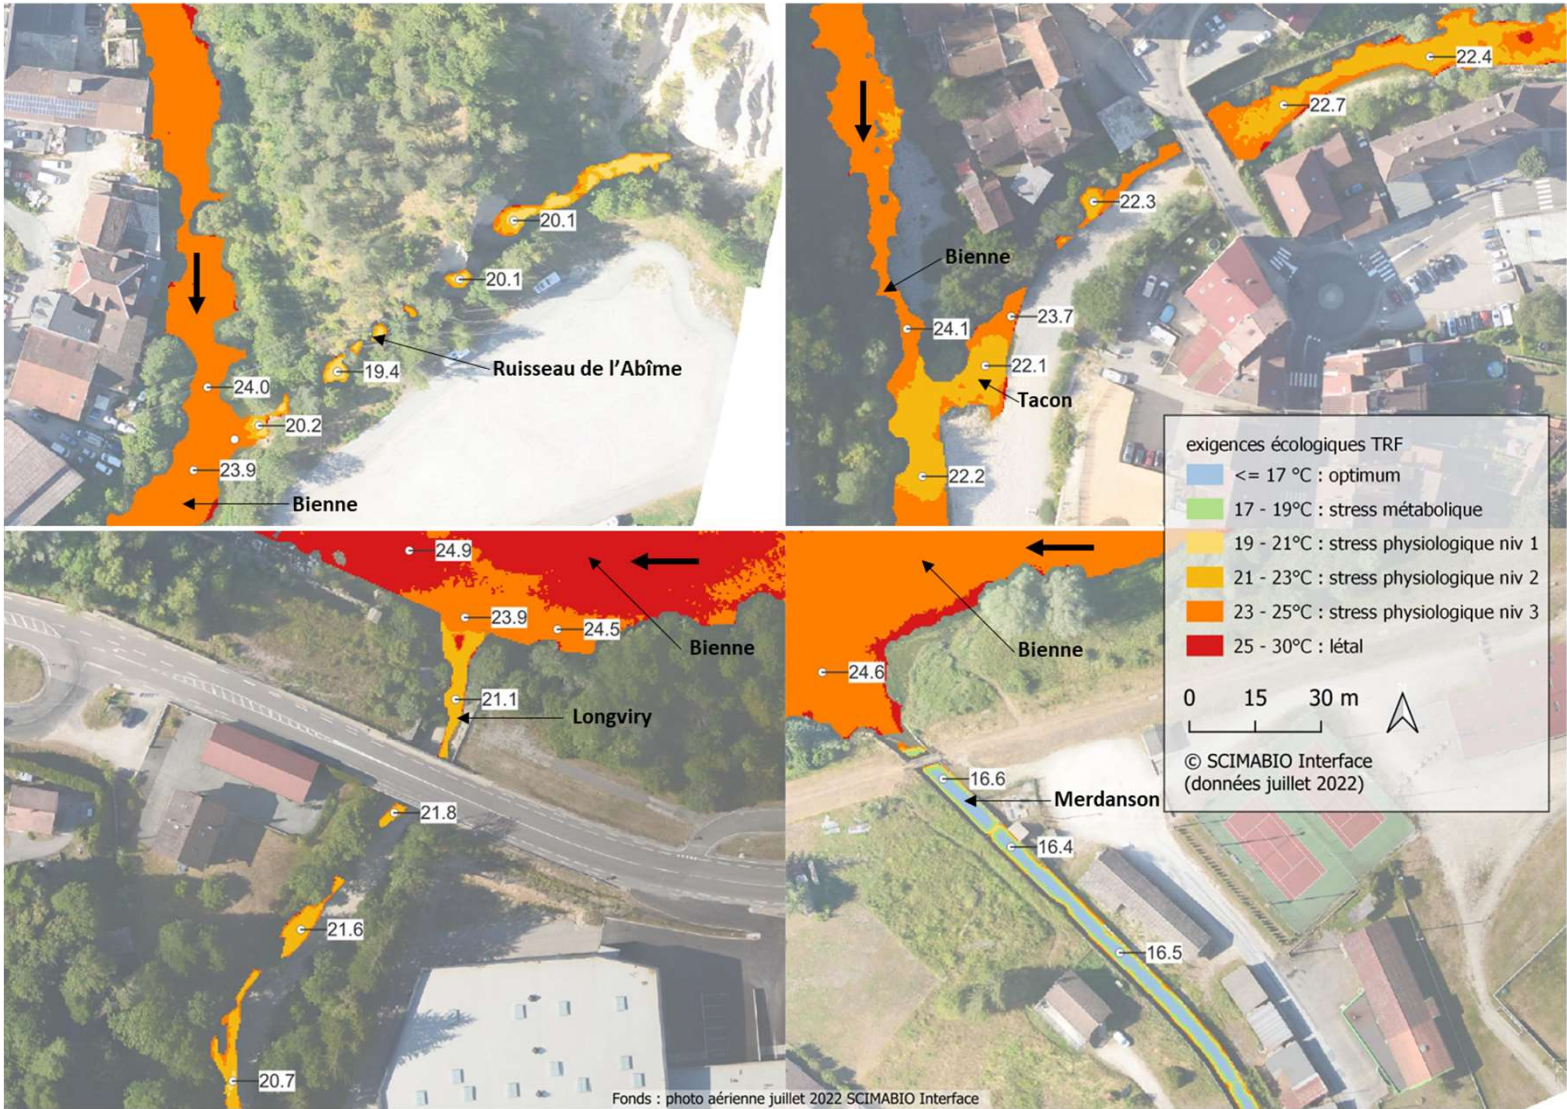 20.1
20.1
Ruisseau de l'Abîme
19.4
24.0
20.2
23.9
Bienne
22.4
22.7
22.3
Bienne
24.1
23.7
22.1
Tacon
22.2
exigences écologiques TRF
<= 17 °C : optimum
17 - 19°C : stress métabolique
19 - 21°C : stress physiologique niv 1
21 - 23°C : stress physiologique niv 2
23 - 25°C : stress physiologique niv 3
25 - 30°C : létal
0 15 30 m
© SCIMABIO Interface
(données juillet 2022)
24.9
23.9
24.5
Bienne
21.1
Longviry
21.8
21.6
20.7
Bienne
24.6
16.6
Merdanson
16.4
16.5
Fonds : photo aérienne juillet 2022 SCIMABIO Interface